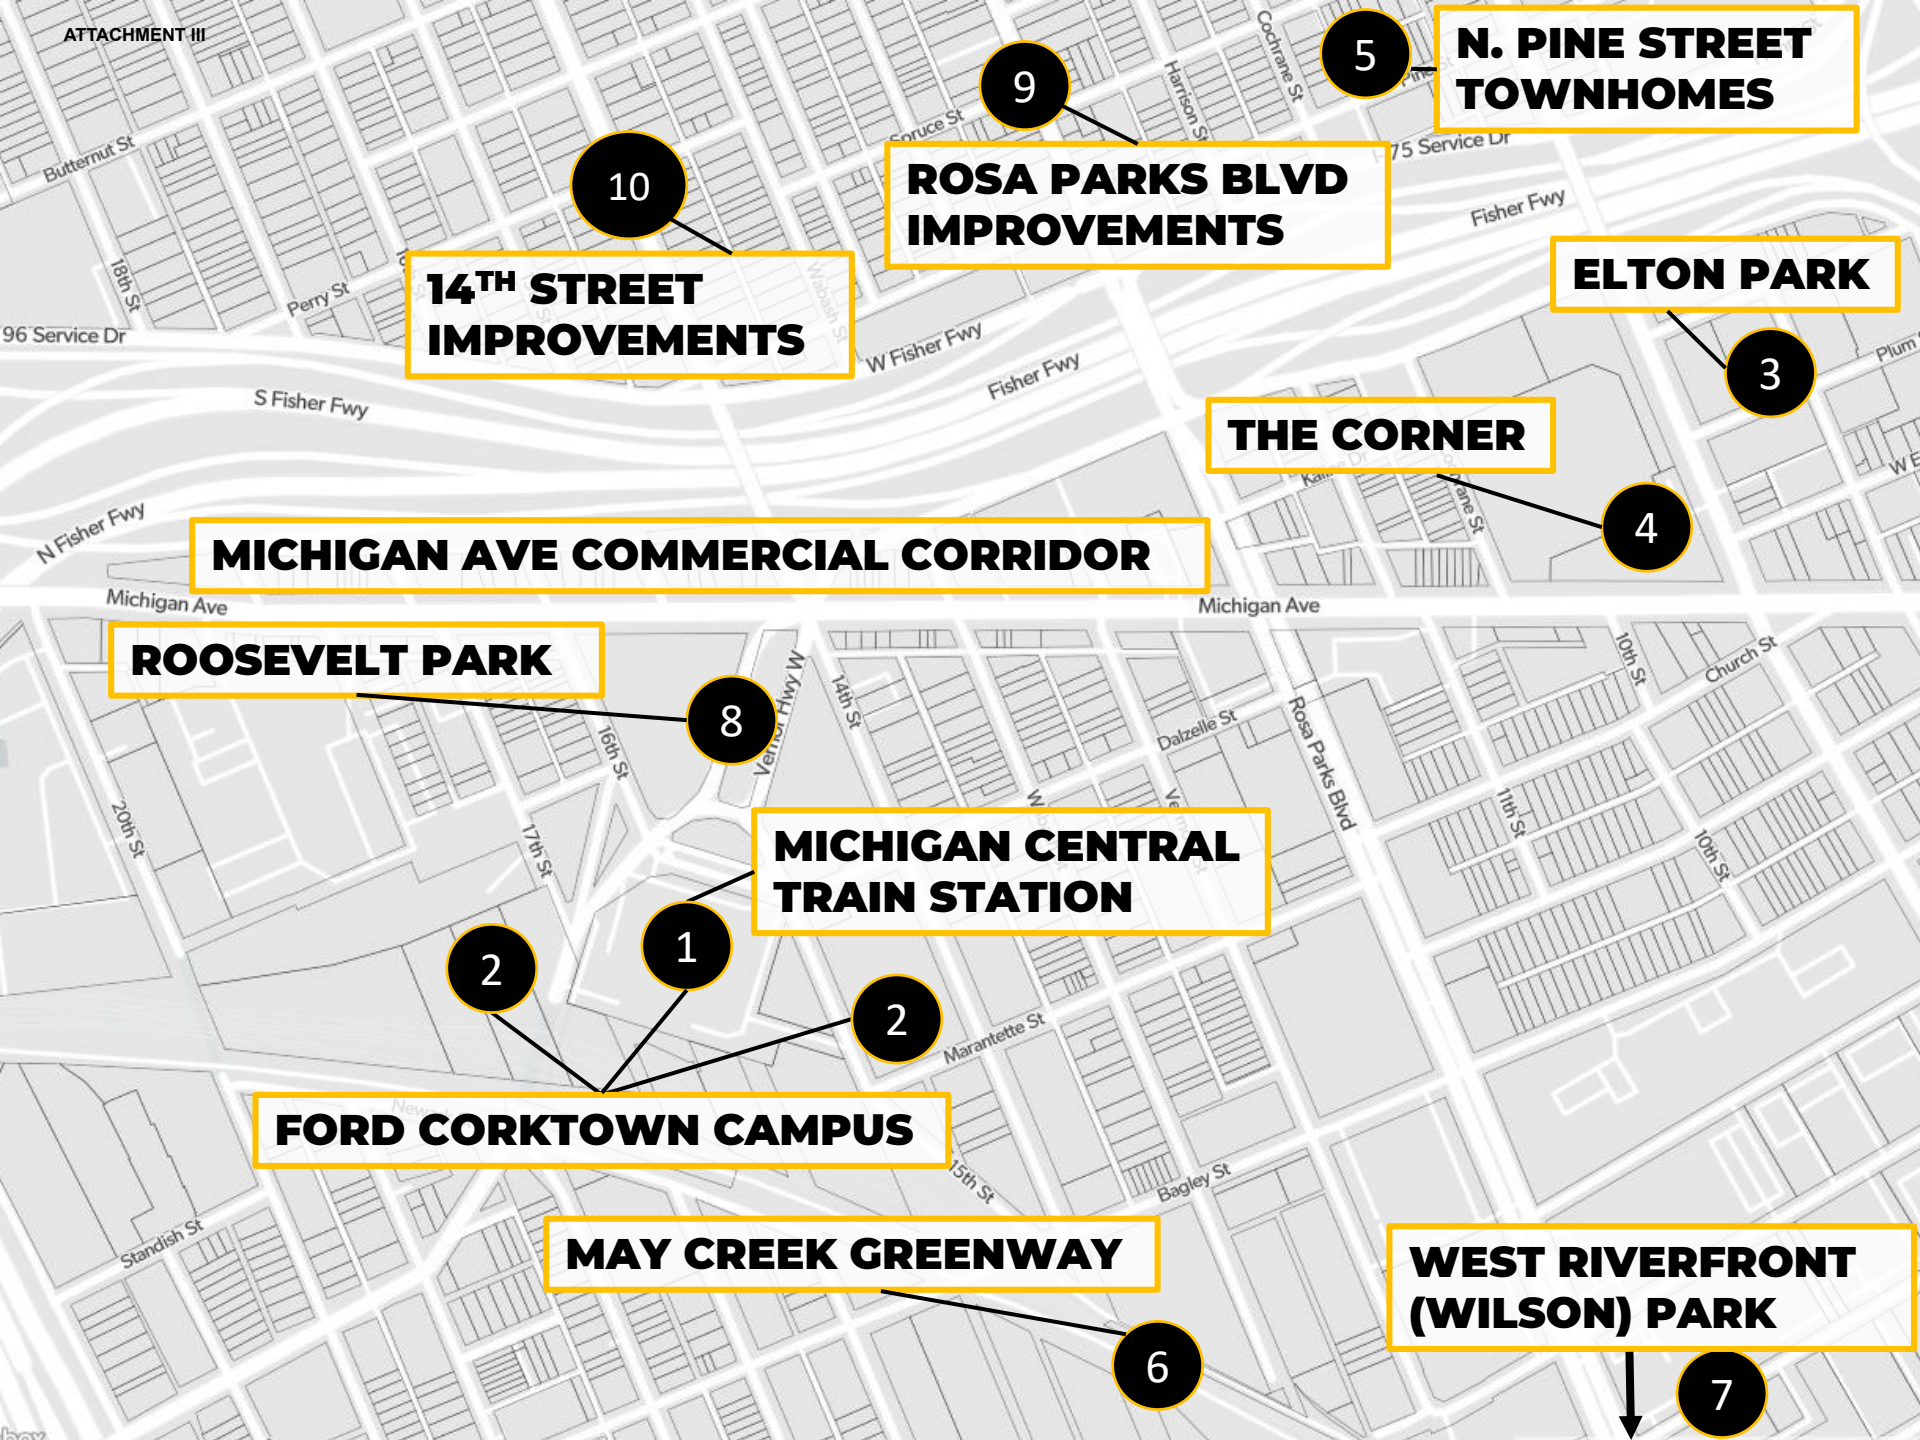 ATTACHMENT III
5
N. PINE STREET
TOWNHOMES
Cochrane St
9
Harrison St
Spruce St
Butternut St
75 Service Dr
10
ROSA PARKS BLVD
IMPROVEMENTS
Fisher Fwy
18th St
Perry St
14TH STREET
IMPROVEMENTS
Wabash St
ELTON PARK
96 Service Dr
W Fisher Fwy
Fisher Fwy
3
Plum
S Fisher Fwy
THE CORNER
4
N Fisher Fwy
MICHIGAN AVE COMMERCIAL CORRIDOR
Michigan Ave
Michigan Ave
ROOSEVELT PARK
8
Vernor Hwy W
14th St
16th St
Dalzelle St
Rosa Parks Blvd
10th St
Church St
20th St
17th St
11th St
10th St
MICHIGAN CENTRAL
TRAIN STATION
2
1
2
Marantette St
FORD CORKTOWN CAMPUS
15th St
Bagley St
Standish St
MAY CREEK GREENWAY
6
WEST RIVERFRONT
(WILSON) PARK
7